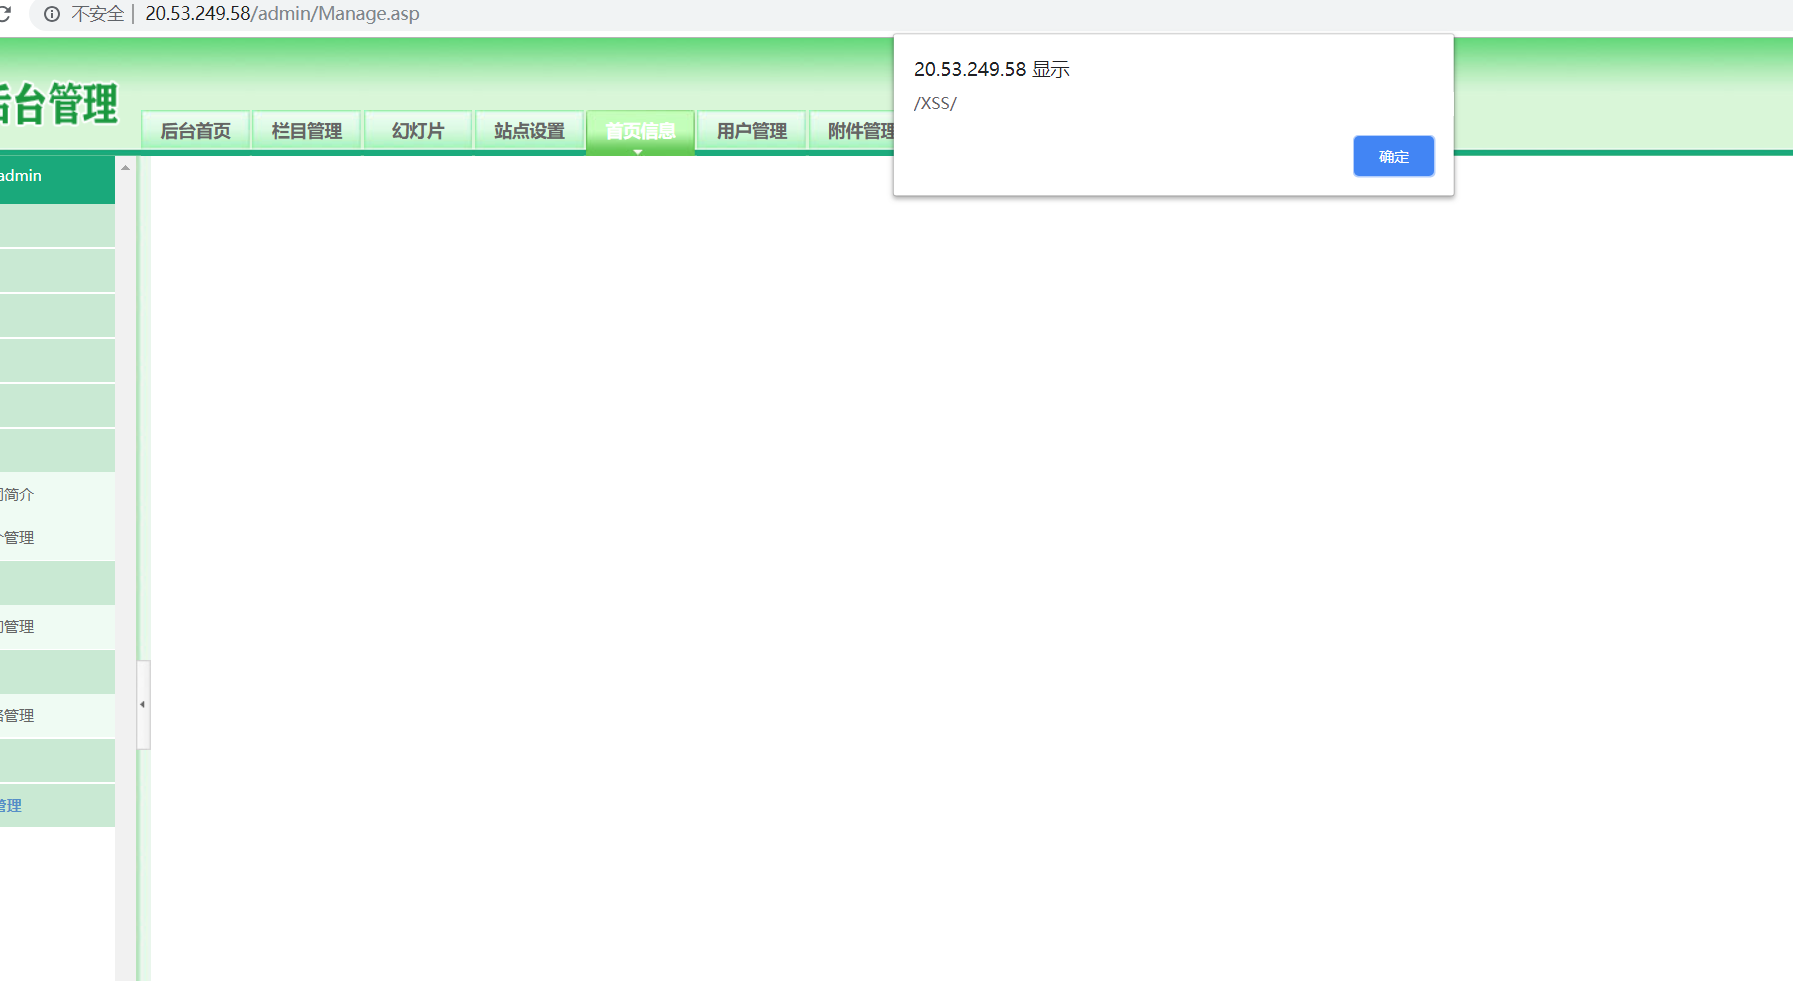 不安全 | 20.53.249.58/admin/Manage.asp
20.53.249.58 显示
/XSS/
确定
后台管理
后台首页 栏目管理 幻灯片 站点设置 首页信息 用户管理 附件管理
admin
简介
管理
管理
管理
管理